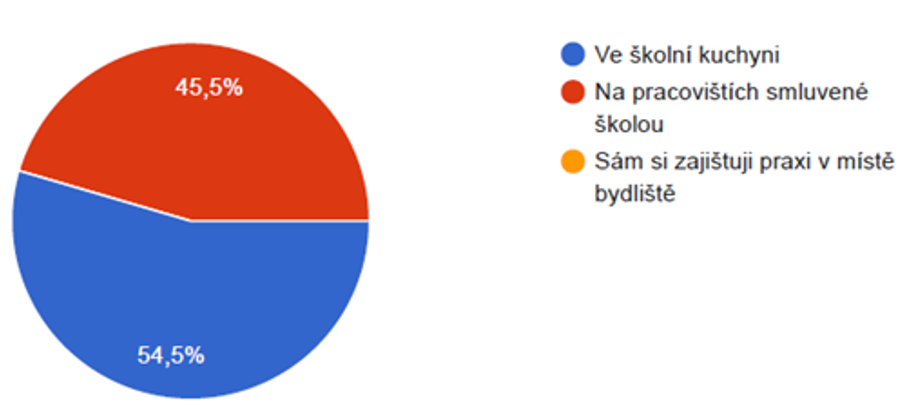 45,5%
54,5%
Ve školní kuchyni
Na pracovištích smluvené
školou
Sám si zajištuji praxi v místě
bydliště